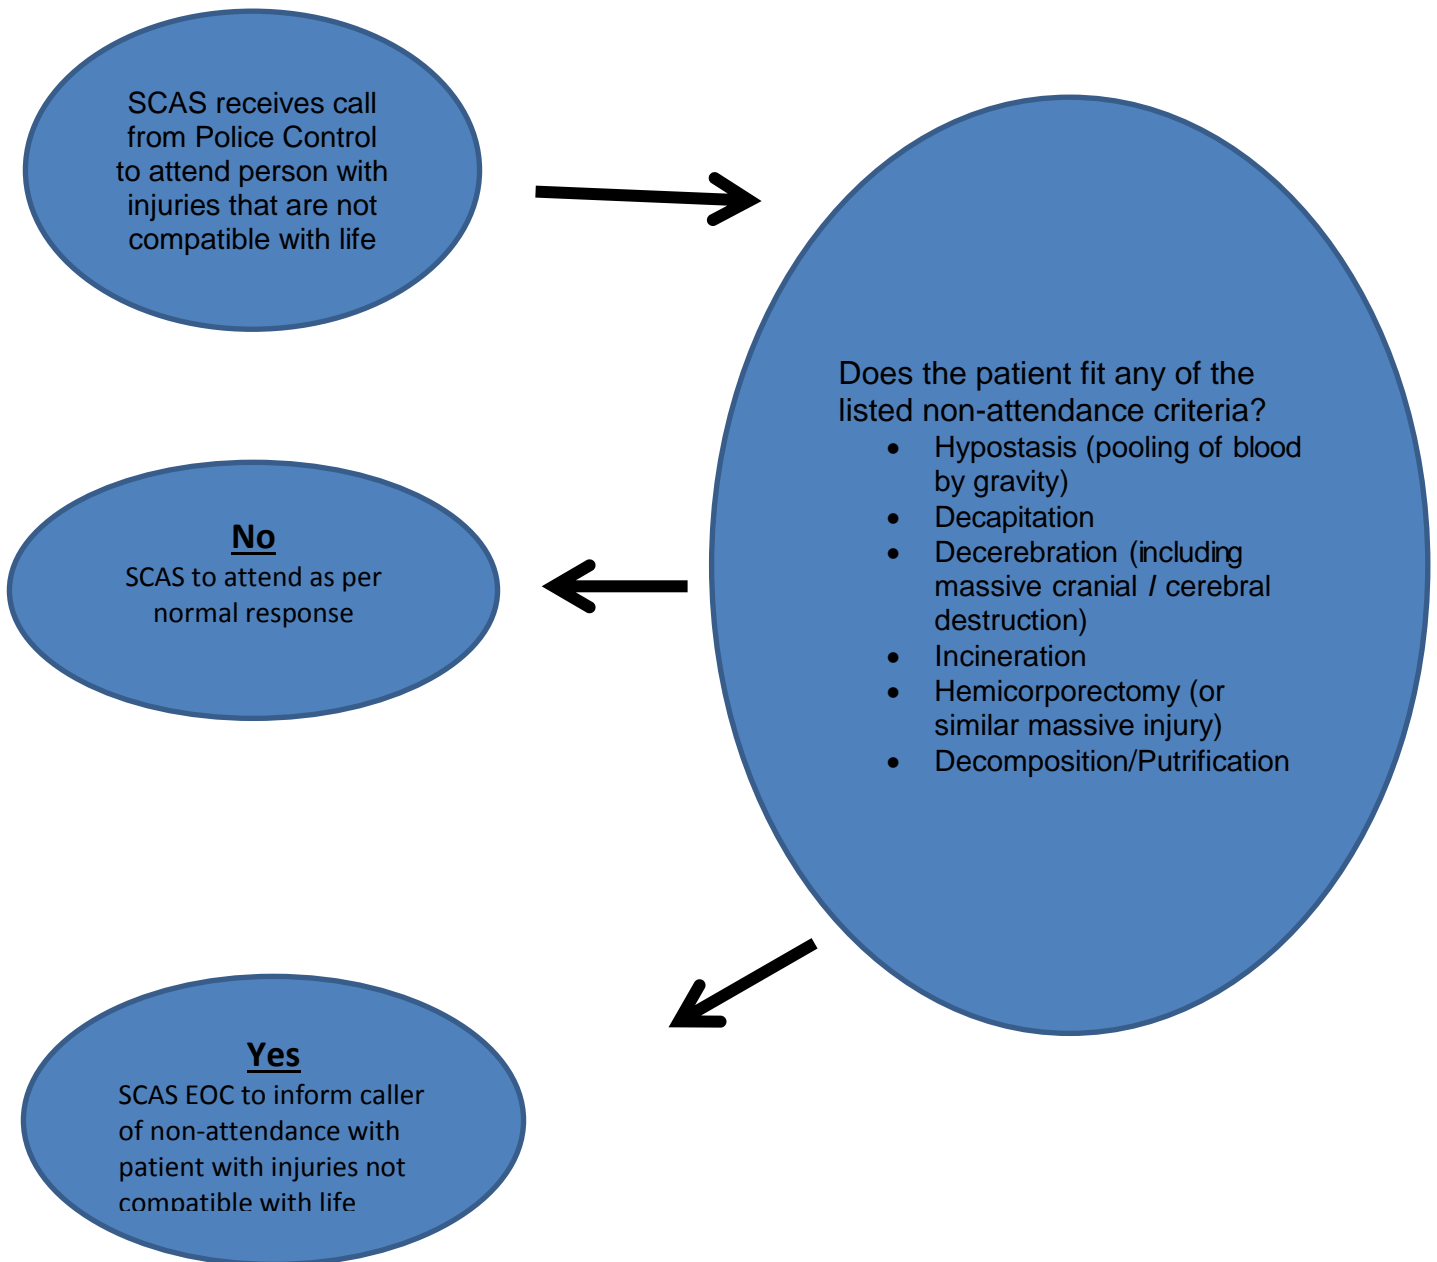 SCAS receives call
from Police Control
to attend person with
injuries that are not
compatible with life
Does the patient fit any of the
listed non-attendance criteria?
• Hypostasis (pooling of blood
by gravity)
• Decapitation
• Decerebration (including
massive cranial / cerebral
destruction)
• Incineration
• Hemicorporectomy (or
similar massive injury)
• Decomposition/Putrification
No
SCAS to attend as per
normal response
Yes
SCAS EOC to inform caller
of non-attendance with
patient with injuries not
compatible with life